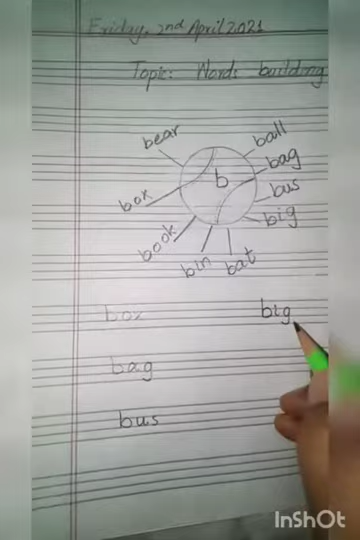 Friday, 2nd April 2021
Topic: Words building
bear
ball
bag
b
bus
box
big
book
bin
bat
box
big
bag
bus
InShOt